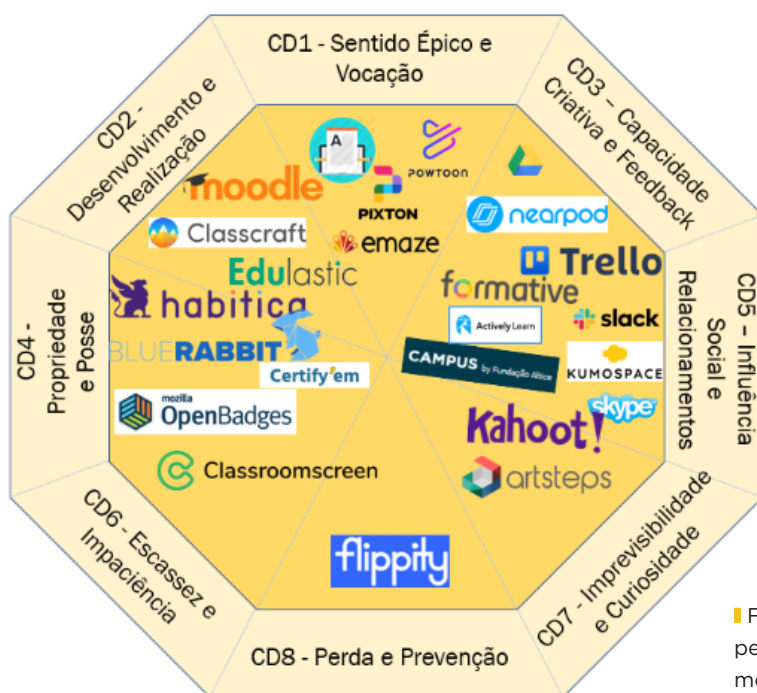 CD1 - Sentido Épico e
Vocação
CD2 -
Desenvolvimento e
Realização
CD3 – Capacidade
Criativa e Feedback
CD4 -
Propriedade
e Posse
CD5 – Influência
Social e
Relacionamentos
CD6 - Escassez e
Impaciência
CD7 - Imprevisibilidade
e Curiosidade
CD8 - Perda e Prevenção
A
POWTOON
PIXTON
emaze
moodle
Classcraft
Edulastic
habitica
BLUERABBIT
Certify'em
mozilla
OpenBadges
Classroomscreen
nearpod
Trello
formative
Actively Learn
slack
CAMPUS by Fundação Altice
KUMOSPACE
skype
Kahoot!
artsteps
flippity
F
pe
m